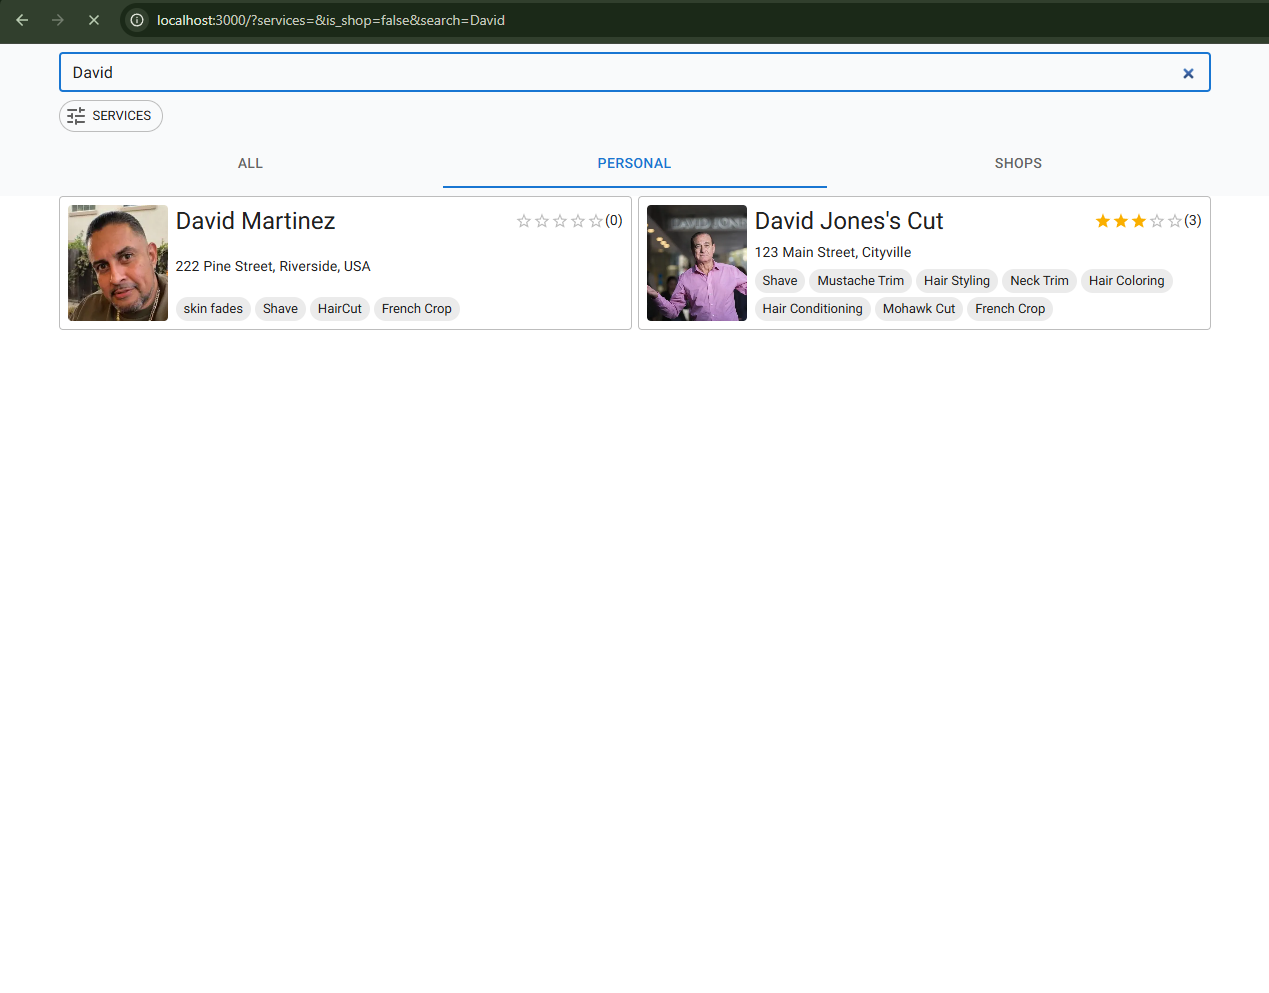 localhost:3000/?services=&is_shop=false&search=David
David
SERVICES
ALL PERSONAL SHOPS
David Martinez (0)
222 Pine Street, Riverside, USA
skin fades Shave HairCut French Crop
David Jones's Cut (3)
123 Main Street, Cityville
Shave Mustache Trim Hair Styling Neck Trim Hair Coloring
Hair Conditioning Mohawk Cut French Crop